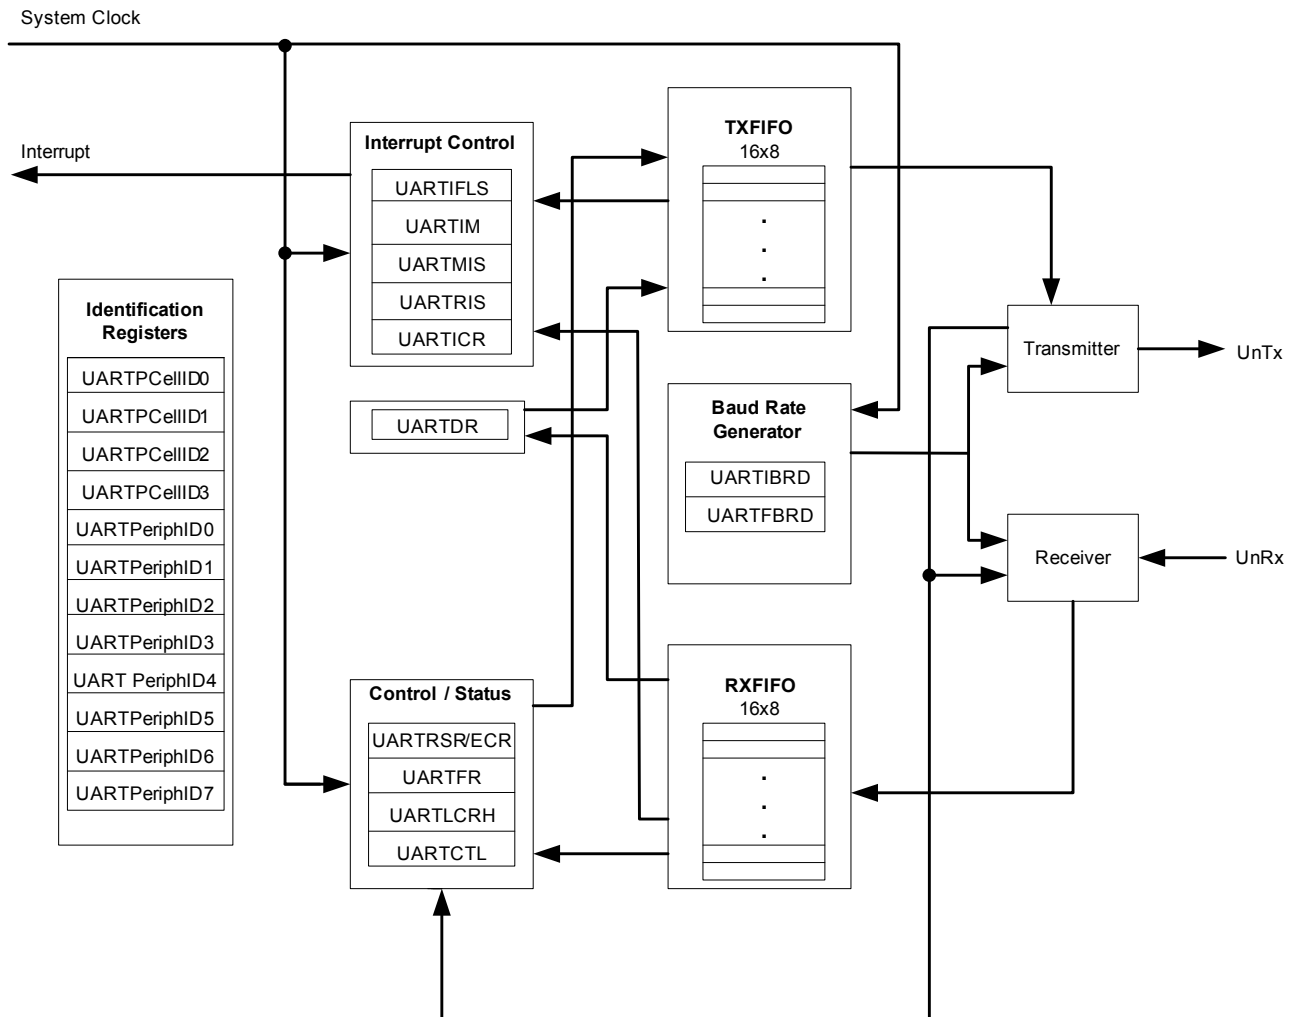 System Clock
Interrupt
Interrupt Control
UARTIFLS
UARTIM
UARTMIS
UARTRIS
UARTICR
TXFIFO
16x8
.
.
.
Identification
Registers
UARTPCellID0
UARTPCellID1
UARTPCellID2
UARTPCellID3
UARTPeriphID0
UARTPeriphID1
UARTPeriphID2
UARTPeriphID3
UART PeriphID4
UARTPeriphID5
UARTPeriphID6
UARTPeriphID7
UARTDR
Baud Rate
Generator
UARTIBRD
UARTFBRD
Transmitter
UnTx
Receiver
UnRx
Control / Status
UARTRSR/ECR
UARTFR
UARTLCRH
UARTCTL
RXFIFO
16x8
.
.
.